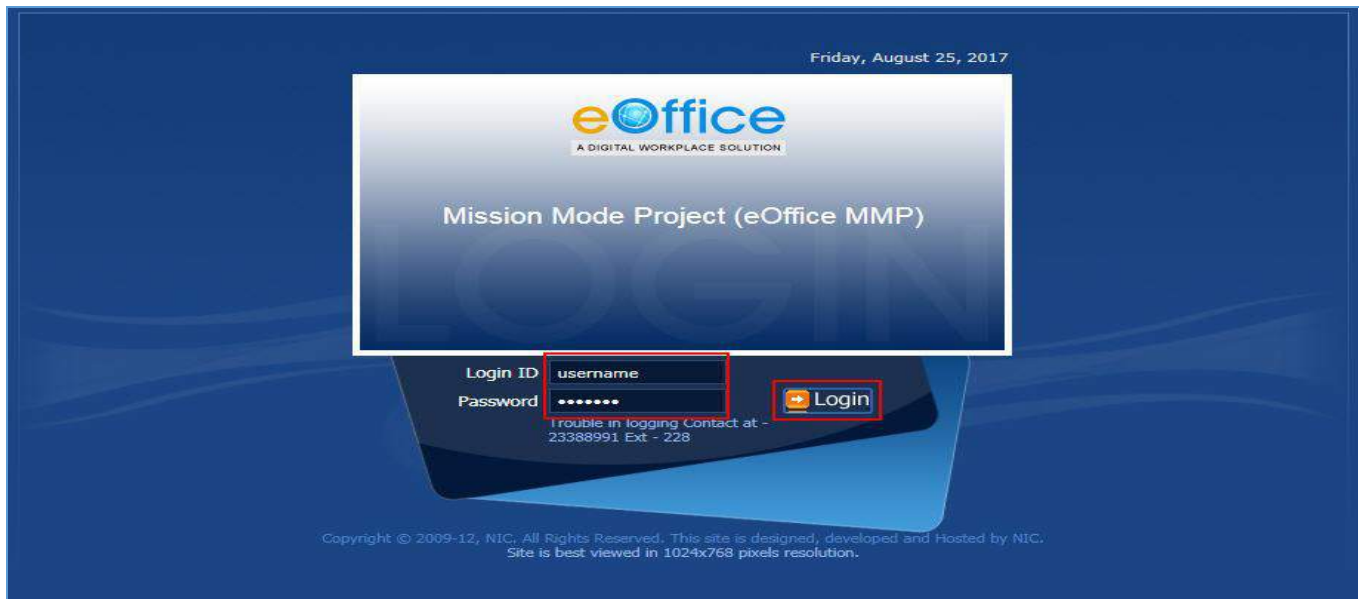 Friday, August 25, 2017
eOffice
A DIGITAL WORKPLACE SOLUTION
Mission Mode Project (eOffice MMP)
LOGIN
Login ID username
Password •••••••
Login
Trouble in logging Contact at -
23388991 Ext - 228
Copyright © 2009-12, NIC. All Rights Reserved. This site is designed, developed and Hosted by NIC.
Site is best viewed in 1024x768 pixels resolution.